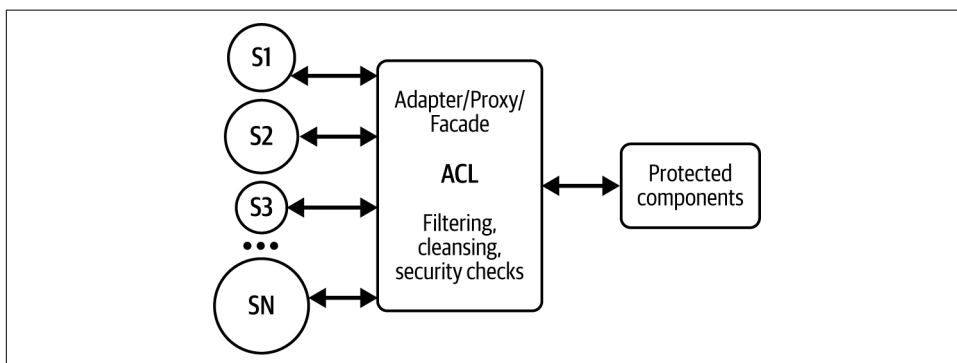 S1
S2
S3
SN
Adapter/Proxy/
Facade
ACL
Filtering,
cleansing,
security checks
Protected
components